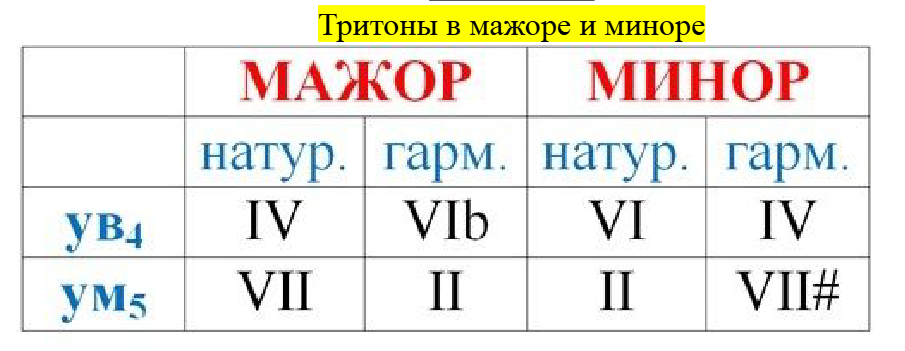 Тритоны в мажоре и миноре
МАЖОР МИНОР
натур. гарм. натур. гарм.
ув4 IV VIb VI IV
ум5 VII II II VII#